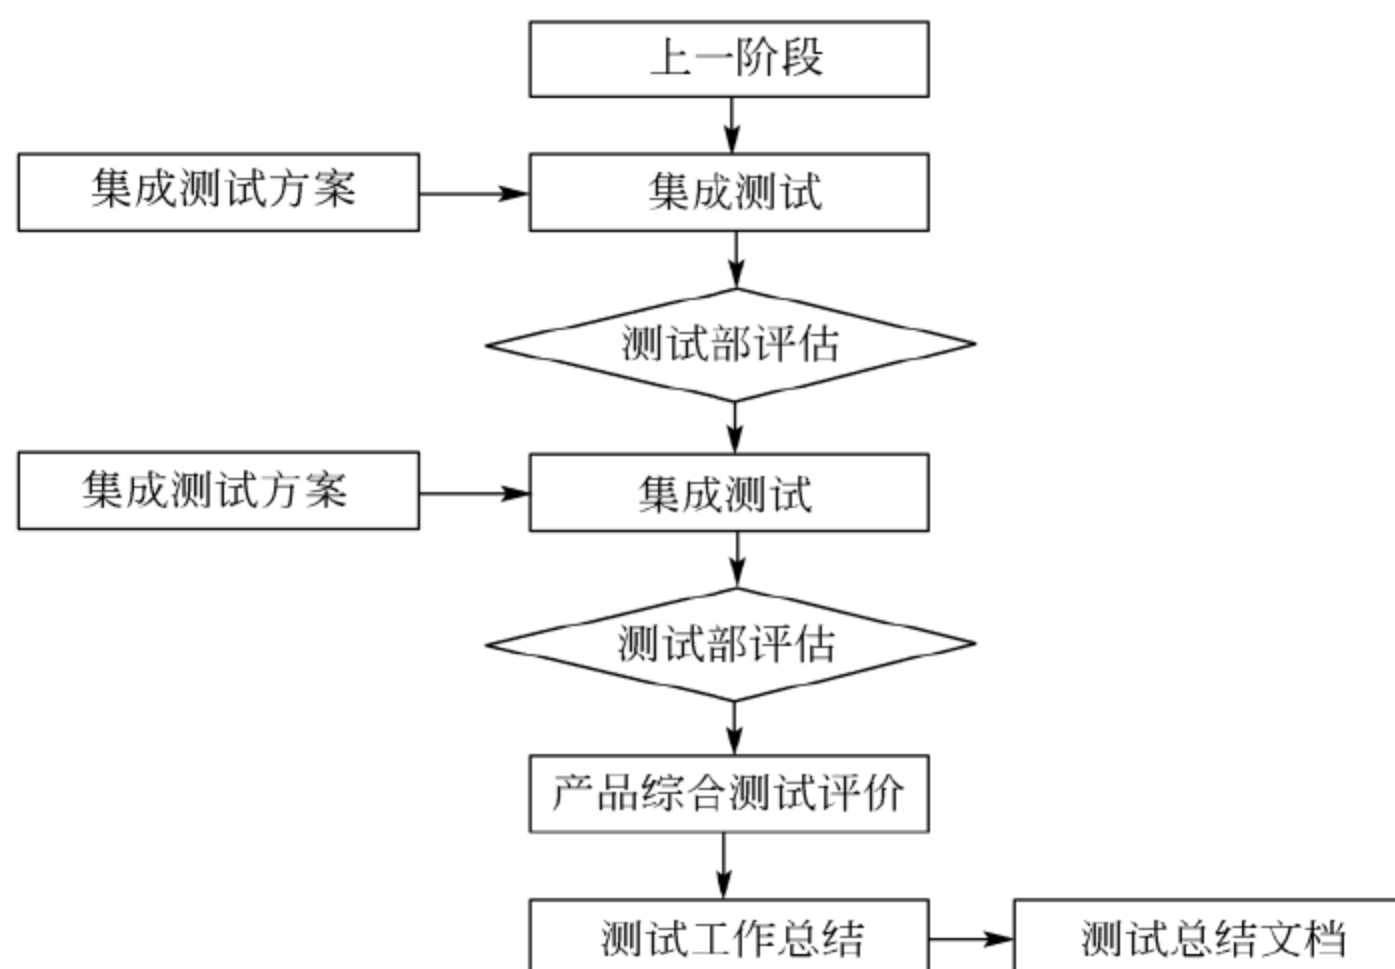 上一阶段
集成测试方案
集成测试
测试部评估
集成测试方案
集成测试
测试部评估
产品综合测试评价
测试工作总结
测试总结文档